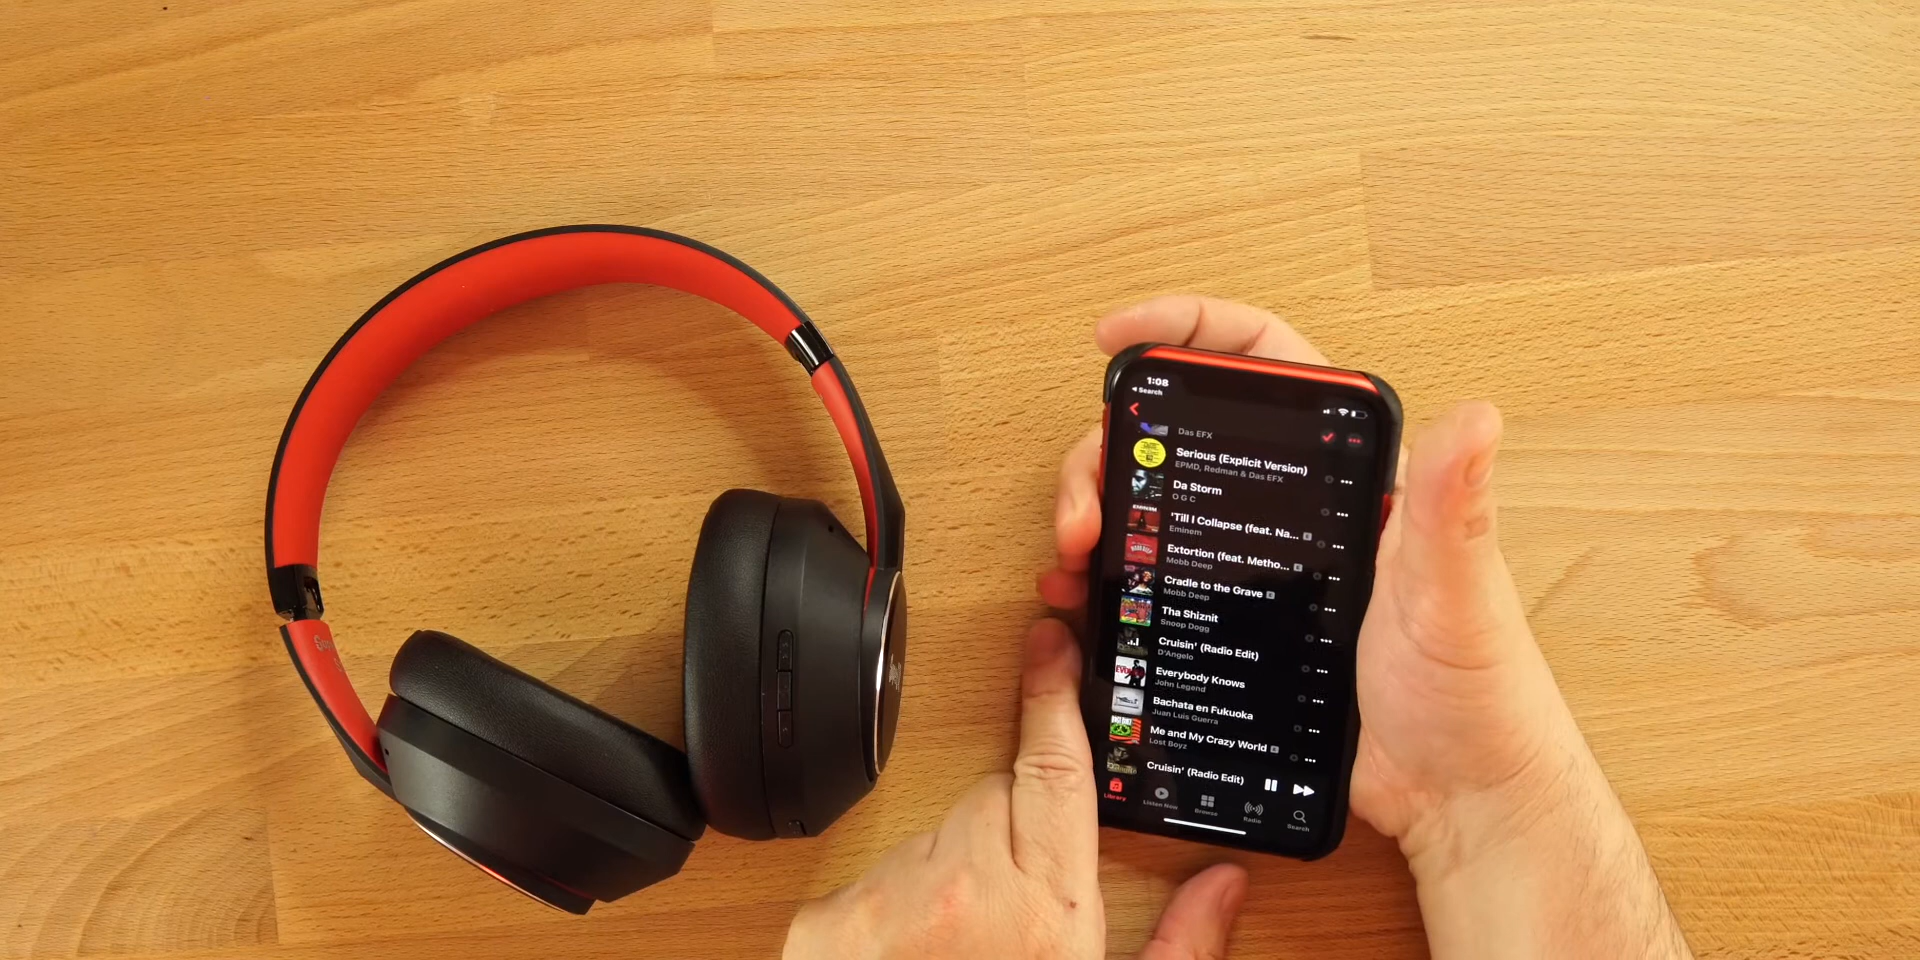 1:08
Search
Das EFX
Serious (Explicit Version)
EPMD, Redman & Das EFX
Da Storm
O G C
'Till I Collapse (feat. Na...
Eminem
Extortion (feat. Metho...
Mobb Deep
Cradle to the Grave E
Mobb Deep
Tha Shiznit
Snoop Dogg
Cruisin' (Radio Edit)
D'Angelo
Everybody Knows
John Legend
Bachata en Fukuoka
Juan Luis Guerra
Me and My Crazy World E
Lost Boyz
Cruisin' (Radio Edit)
Library
Listen Now
Browse
Radio
Search